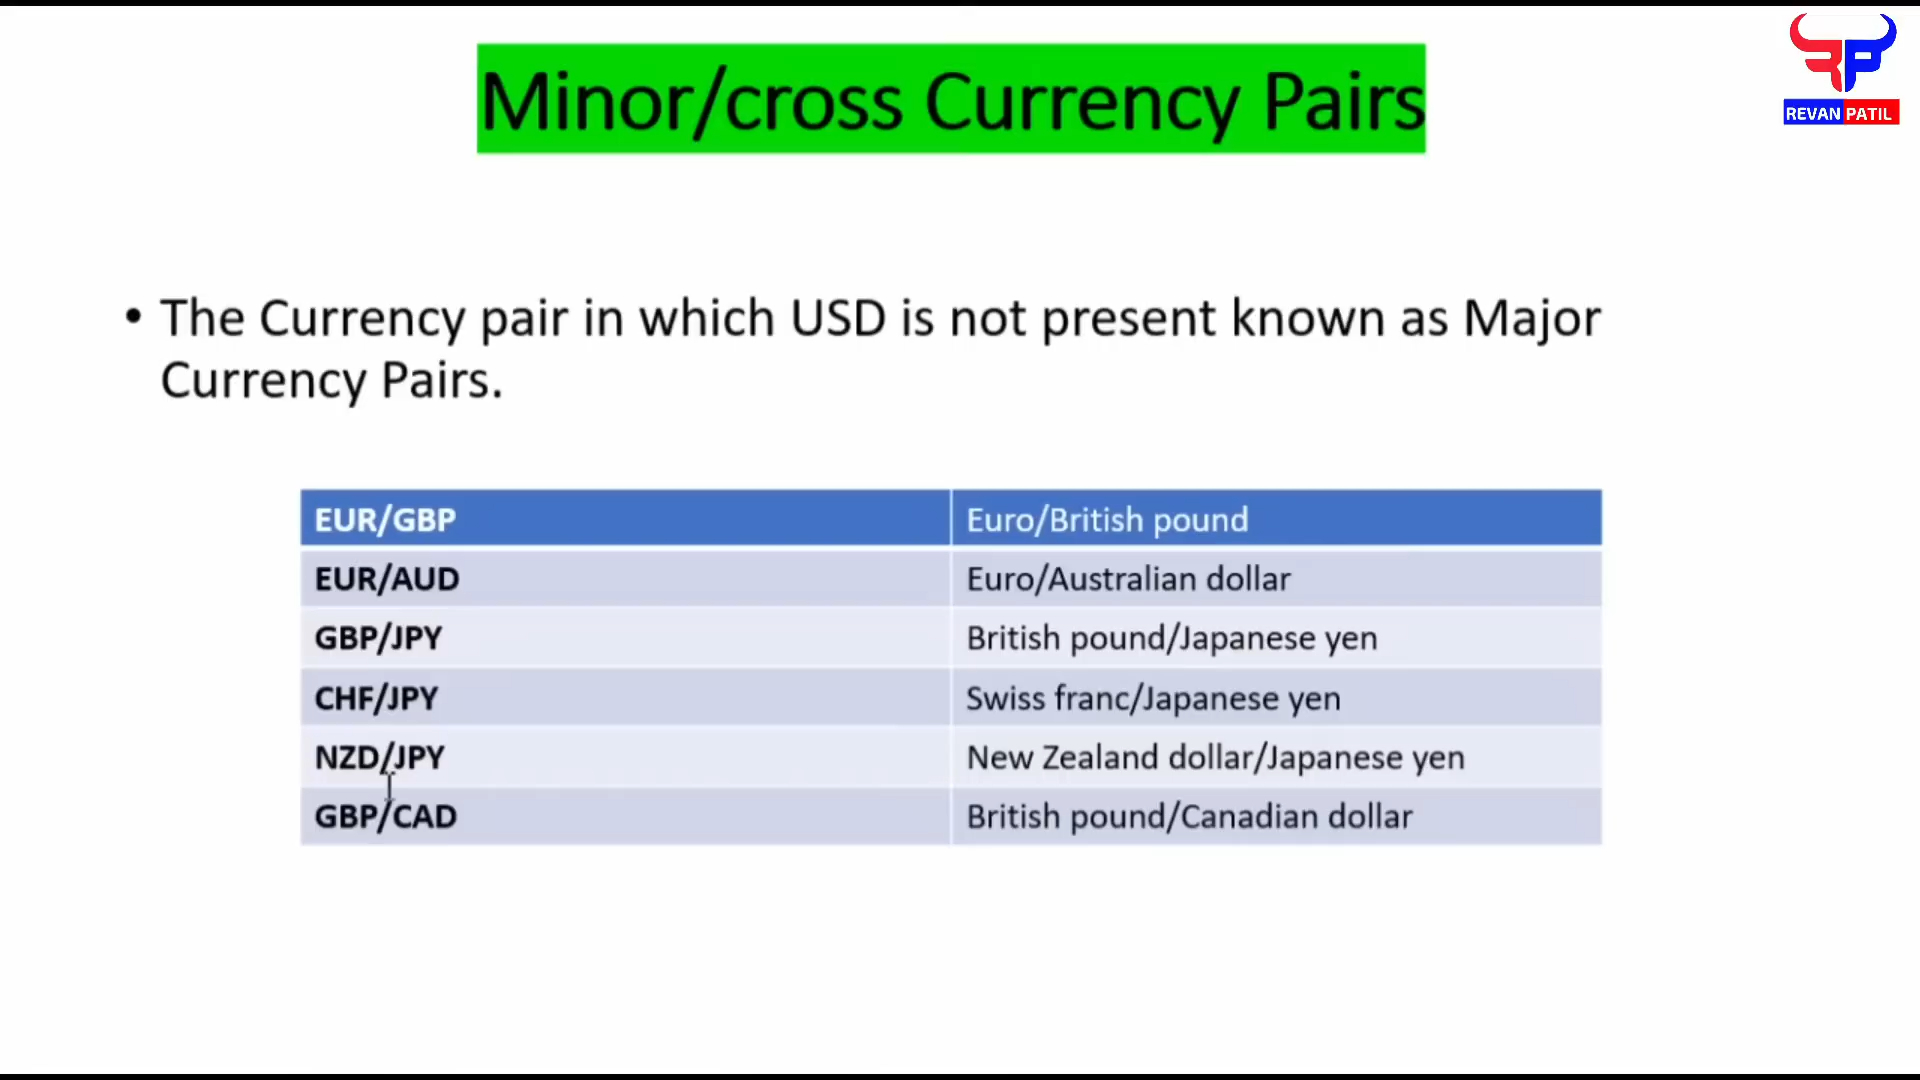 Minor/cross Currency Pairs
REVAN PATIL
• The Currency pair in which USD is not present known as Major
Currency Pairs.
EUR/GBP Euro/British pound
EUR/AUD Euro/Australian dollar
GBP/JPY British pound/Japanese yen
CHF/JPY Swiss franc/Japanese yen
NZD/JPY New Zealand dollar/Japanese yen
GBP/CAD British pound/Canadian dollar